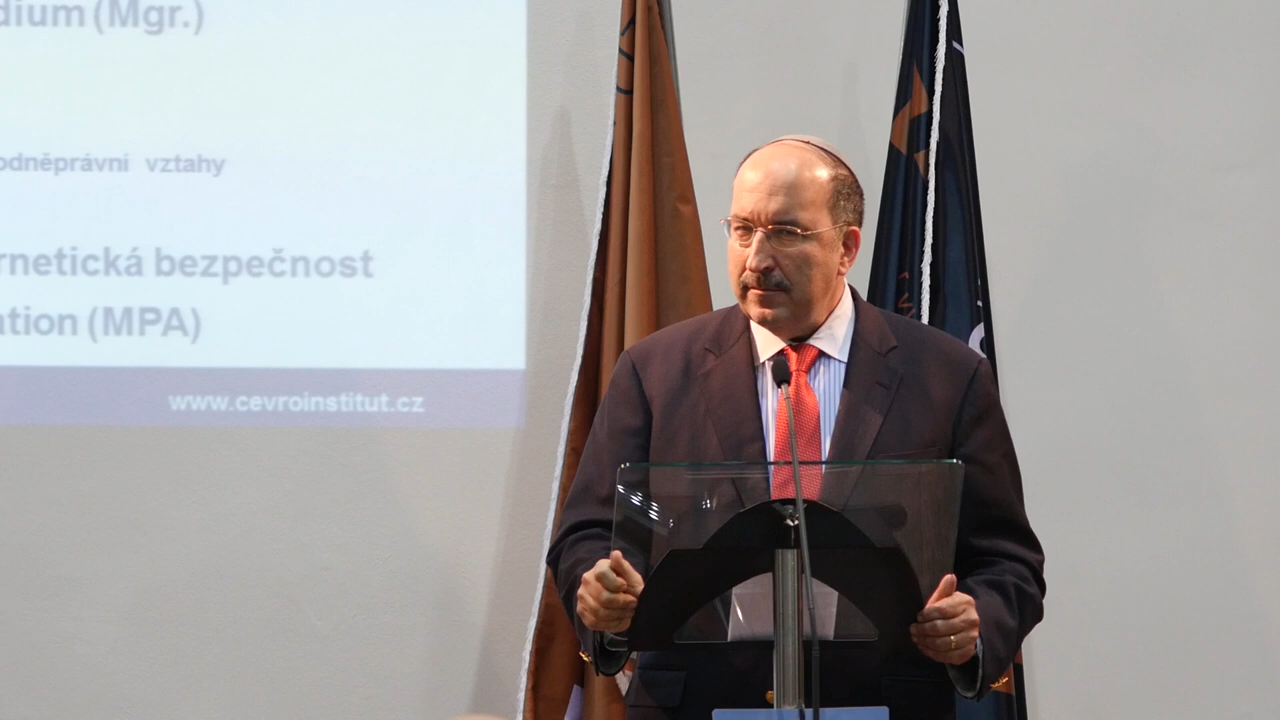 dium (Mgr.)
odněprávní vztahy
rnetická bezpečnost
ation (MPA)
www.cevroinstitut.cz